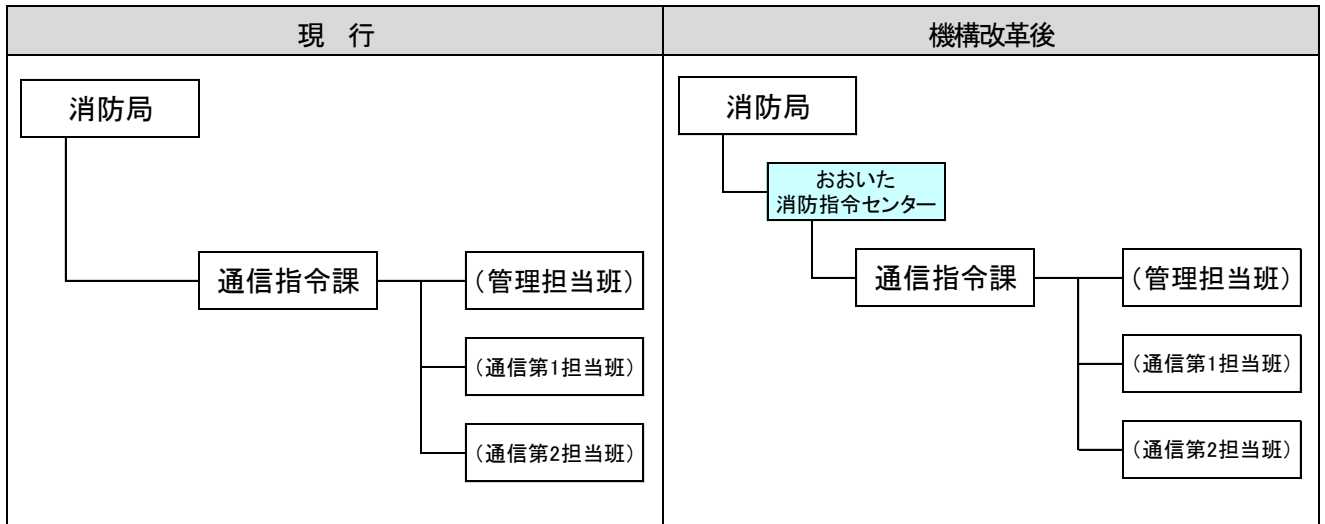 現　行
消防局
通信指令課
(管理担当班)
(通信第1担当班)
(通信第2担当班)
機構改革後
消防局
おおいた
消防指令センター
通信指令課
(管理担当班)
(通信第1担当班)
(通信第2担当班)